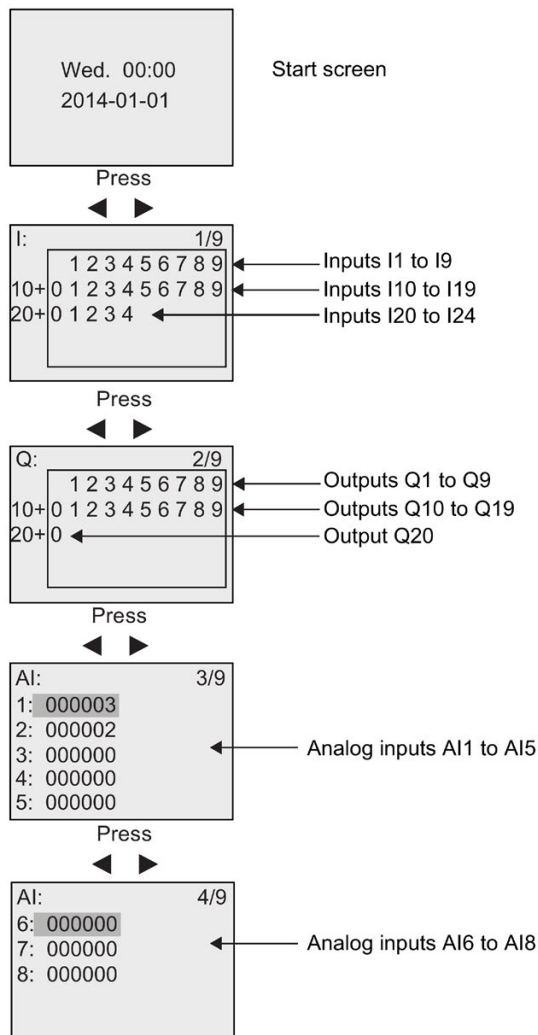 Wed. 00:00
2014-01-01
Start screen
Press
I: 1/9
1 2 3 4 5 6 7 8 9
Inputs I1 to I9
10+ 0 1 2 3 4 5 6 7 8 9
Inputs I10 to I19
20+ 0 1 2 3 4
Inputs I20 to I24
Press
Q: 2/9
1 2 3 4 5 6 7 8 9
Outputs Q1 to Q9
10+ 0 1 2 3 4 5 6 7 8 9
Outputs Q10 to Q19
20+ 0
Output Q20
Press
AI: 3/9
1: 000003
2: 000002
3: 000000
4: 000000
5: 000000
Analog inputs AI1 to AI5
Press
AI: 4/9
6: 000000
7: 000000
8: 000000
Analog inputs AI6 to AI8